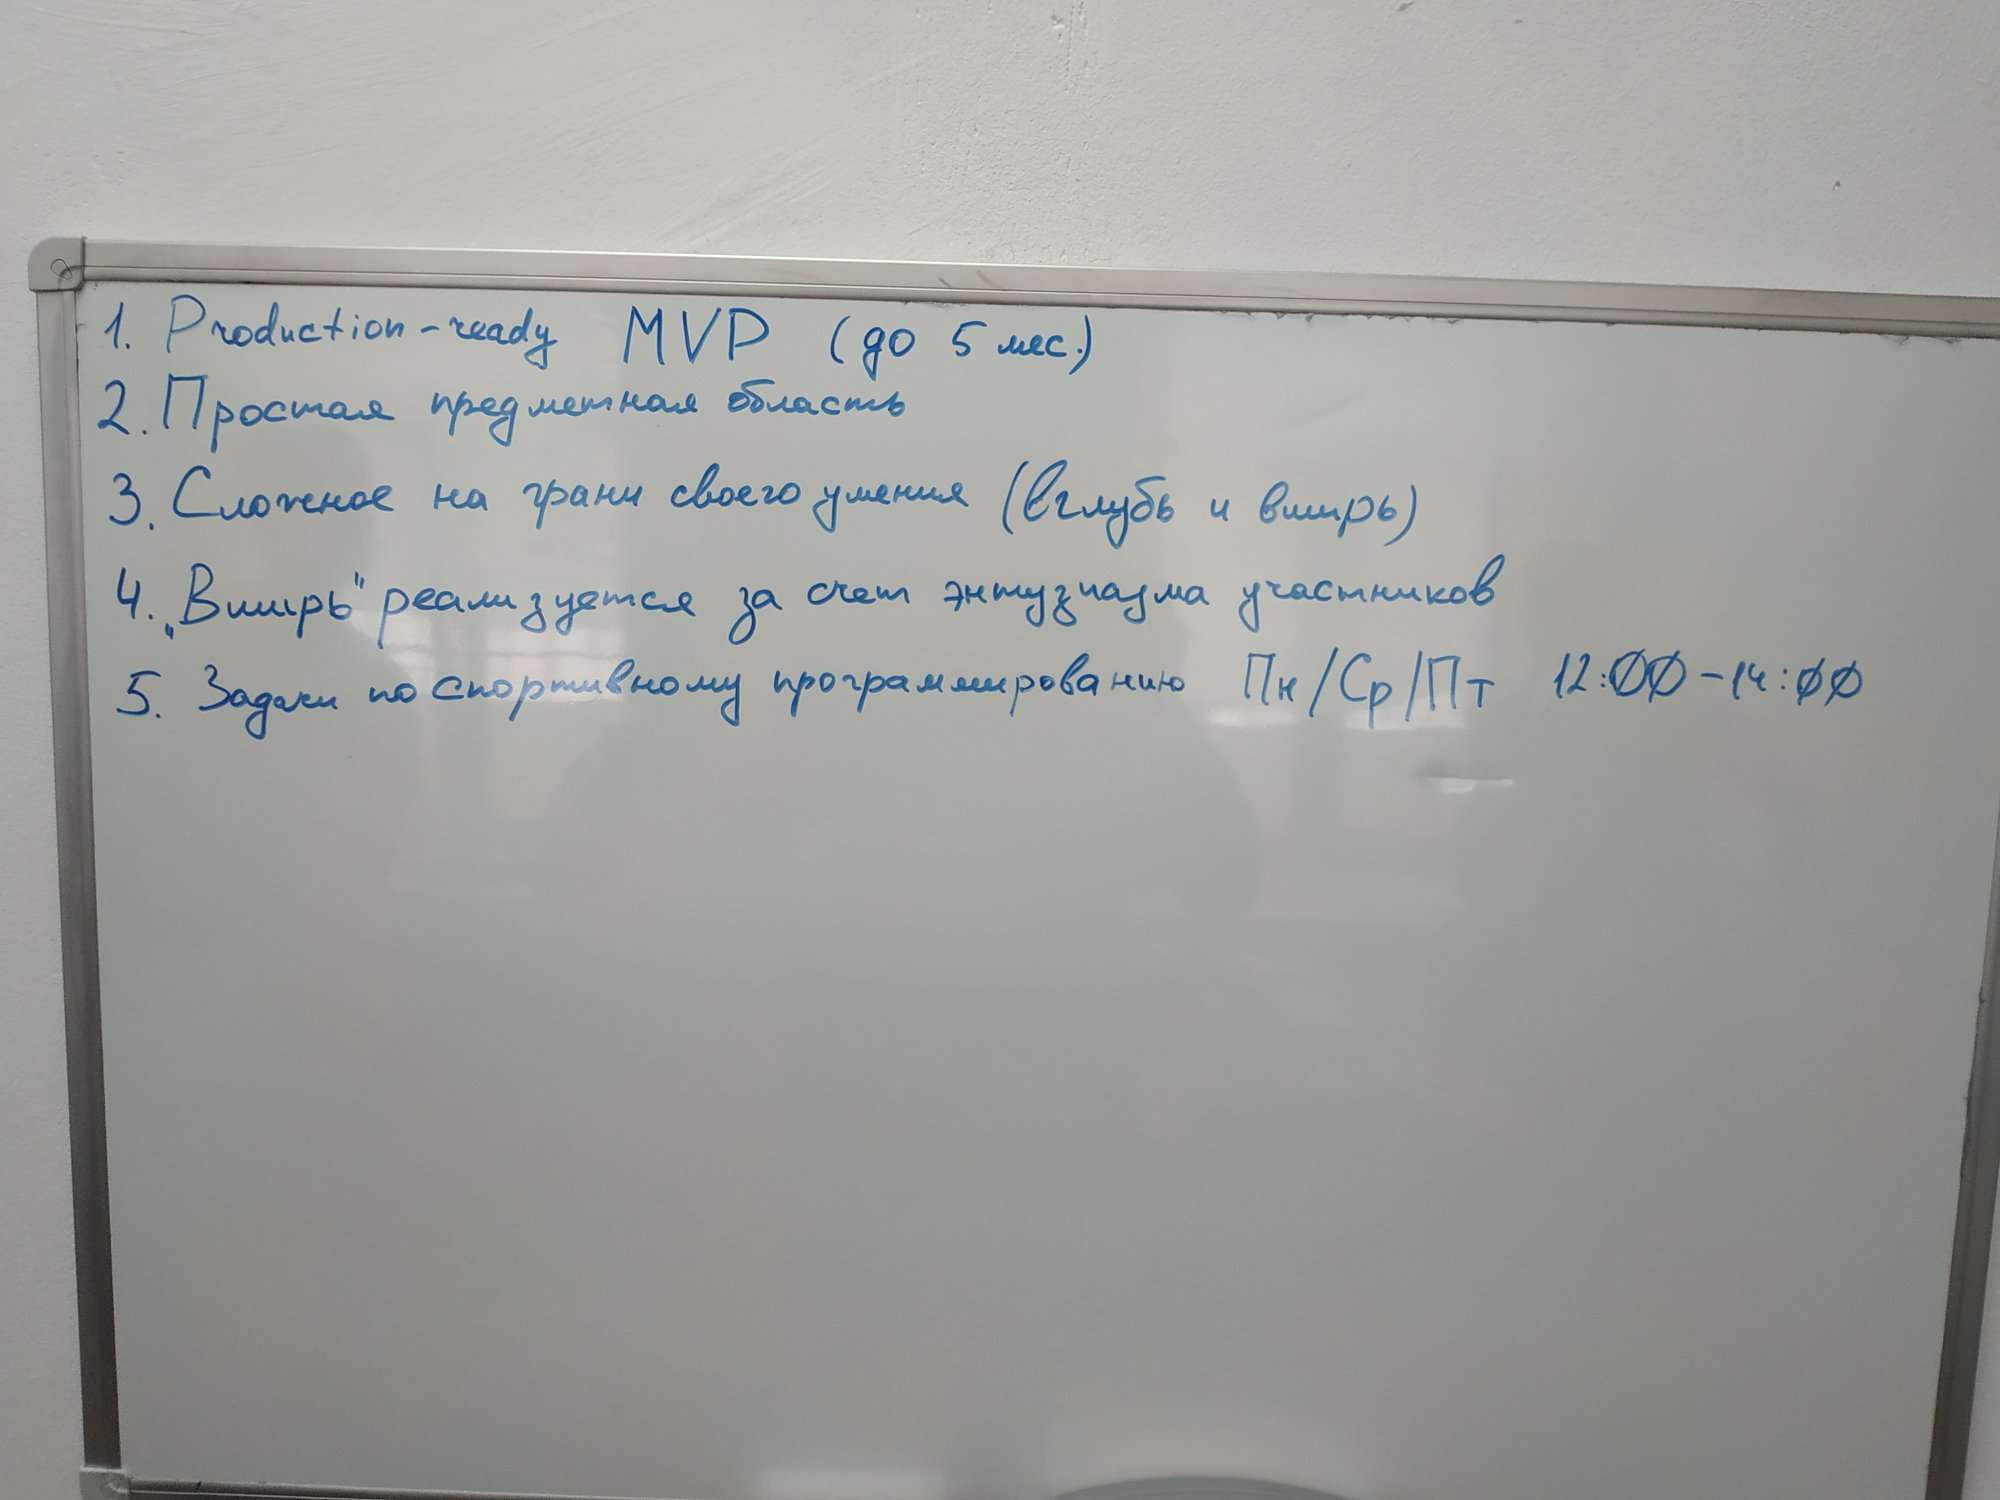 1. Production-ready MVP (до 5 мес.)
2. Простая предметная область
3. Сложное на грани своего умения (вглубь и вширь)
4. „Вширь" реализуется за счет энтузиазма участников
5. Задачи по спортивному программированию Пн/Ср/Пт 12:00-14:00